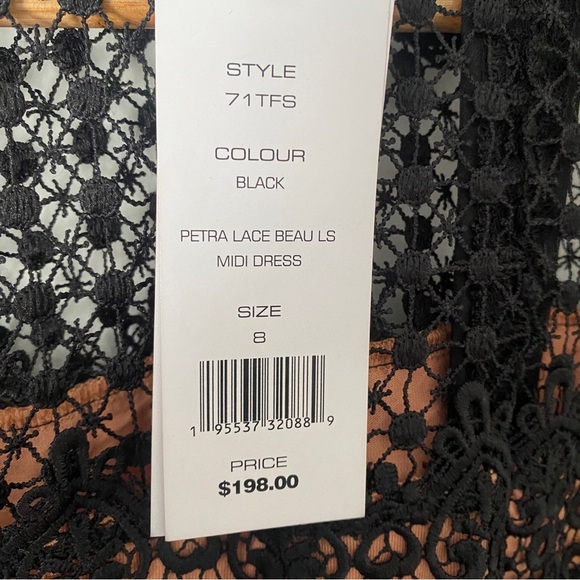 STYLE
71TFS
COLOUR
BLACK
PETRA LACE BEAU LS
MIDI DRESS
SIZE
8
1 95537 32088 9
PRICE
$198.00